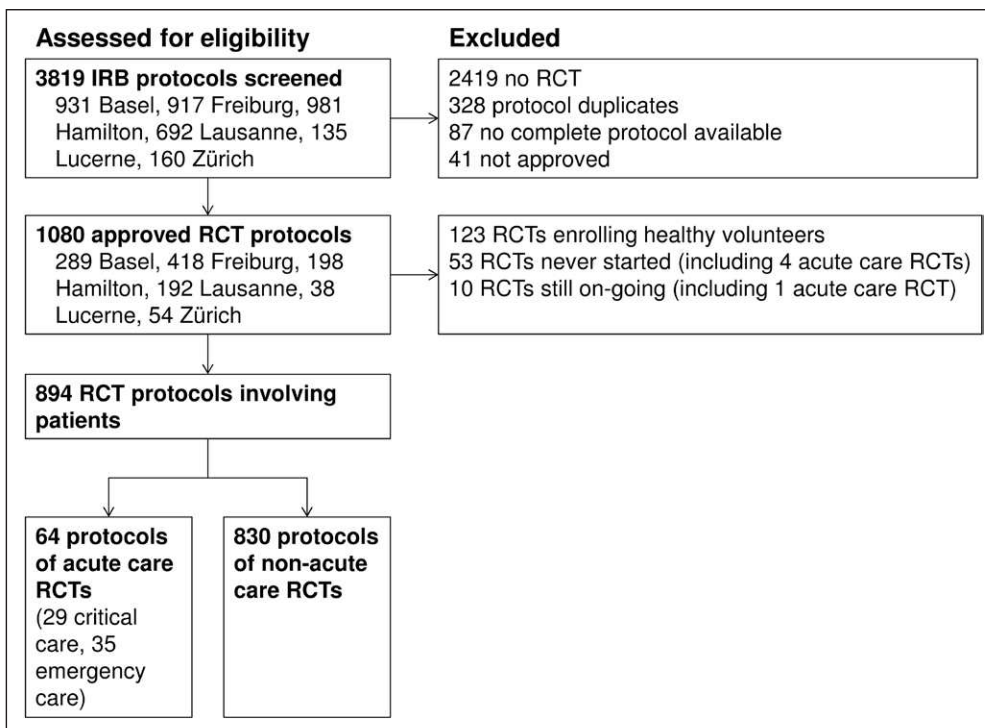 Assessed for eligibility
Excluded
3819 IRB protocols screened
931 Basel, 917 Freiburg, 981
Hamilton, 692 Lausanne, 135
Lucerne, 160 Zürich
2419 no RCT
328 protocol duplicates
87 no complete protocol available
41 not approved
1080 approved RCT protocols
289 Basel, 418 Freiburg, 198
Hamilton, 192 Lausanne, 38
Lucerne, 54 Zürich
123 RCTs enrolling healthy volunteers
53 RCTs never started (including 4 acute care RCTs)
10 RCTs still on-going (including 1 acute care RCT)
894 RCT protocols involving
patients
64 protocols
of acute care
RCTs
(29 critical
care, 35
emergency
care)
830 protocols
of non-acute
care RCTs